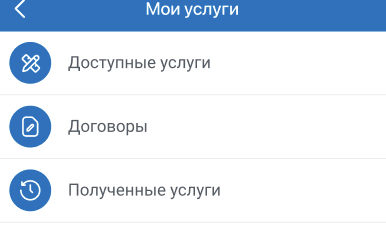 Мои услуги
Доступные услуги
Договоры
Полученные услуги